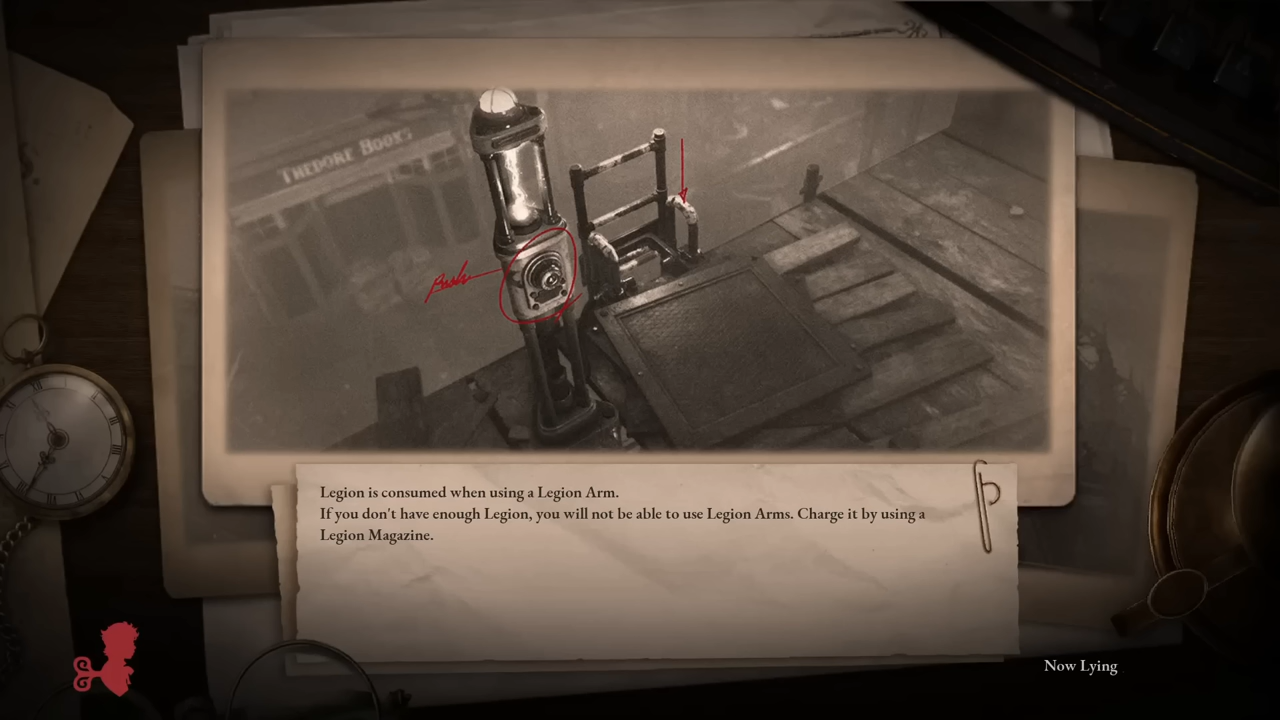 THEDORE BOOKS
Push
Legion is consumed when using a Legion Arm.
If you don't have enough Legion, you will not be able to use Legion Arms. Charge it by using a
Legion Magazine.
Now Lying